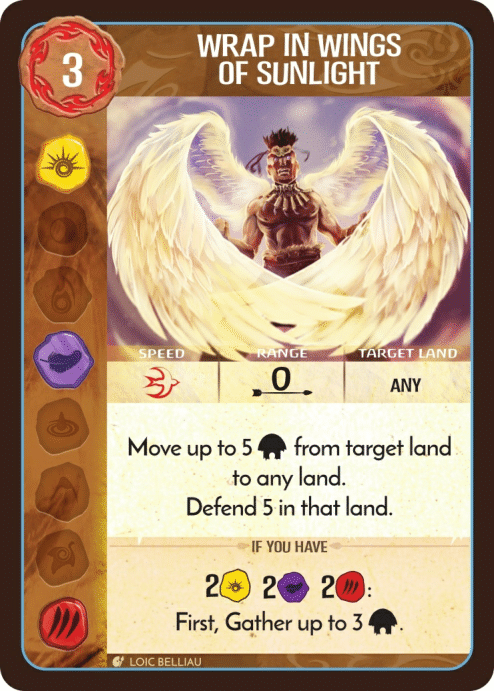 3
WRAP IN WINGS
OF SUNLIGHT
SPEED RANGE TARGET LAND
0 ANY
Move up to 5 from target land
to any land.
Defend 5 in that land.
IF YOU HAVE
2 2 2 :
First, Gather up to 3 .
LOIC BELLIAU